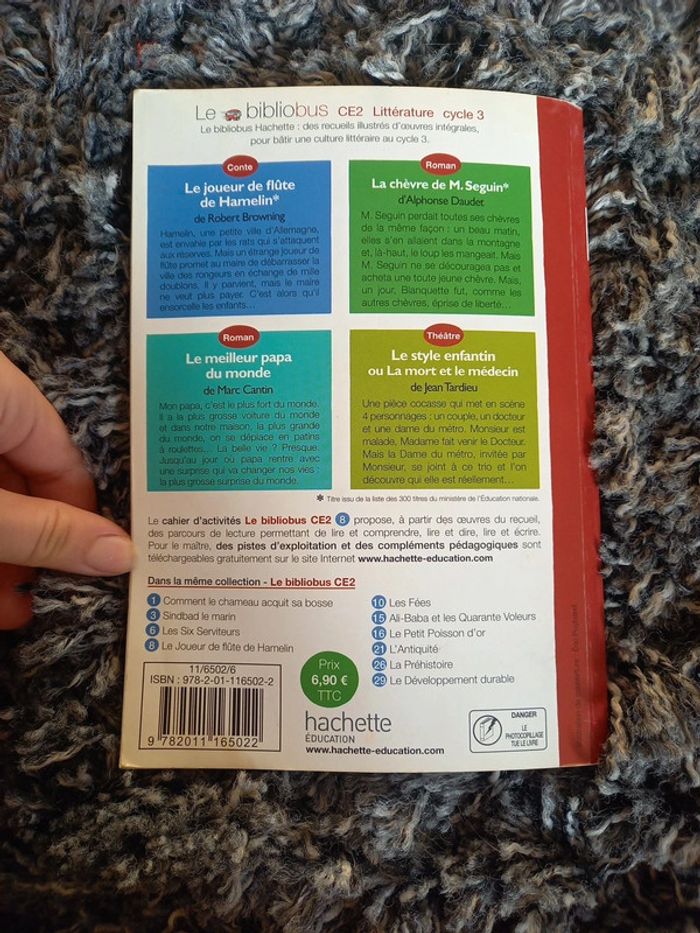 Le bibliobus CE2 Littérature cycle 3
Le bibliobus Hachette : des recueils illustrés d'œuvres intégrales,
pour bâtir une culture littéraire au cycle 3.
Conte
Le joueur de flûte
de Hamelin*
de Robert Browning
Hamelin, une petite ville d'Allemagne,
est envahie par les rats qui s'attaquent
aux réserves. Mais un étrange joueur de
flûte promet au maire de débarrasser la
ville des rongeurs en échange de mille
doublons. Il y parvient, mais le maire
ne veut plus payer. C'est alors qu'il
ensorcelle les enfants...
Roman
La chèvre de M. Seguin*
d'Alphonse Daudet
M. Seguin perdait toutes ses chèvres
de la même façon : un beau matin,
elles s'en allaient dans la montagne
et, là-haut, le loup les mangeait. Mais
M. Seguin ne se découragea pas et
acheta une toute jeune chèvre. Mais,
un jour, Blanquette fut, comme les
autres chèvres, éprise de liberté...
Roman
Le meilleur papa
du monde
de Marc Cantin
Mon papa, c'est le plus fort du monde.
Il a la plus grosse voiture du monde
et dans notre maison, la plus grande
du monde, on se déplace en patins
à roulettes... La belle vie ? Presque.
Jusqu'au jour où papa rentre avec
une surprise qui va changer nos vies :
la plus grosse surprise du monde.
Théâtre
Le style enfantin
ou La mort et le médecin
de Jean Tardieu
Une pièce cocasse qui met en scène
4 personnages : un couple, un docteur
et une dame du métro. Monsieur est
malade, Madame fait venir le Docteur.
Mais la Dame du métro, invitée par
Monsieur, se joint à ce trio et l'on
découvre qui elle est réellement...
* Titre issu de la liste des 300 titres du ministère de l'Éducation nationale.
Le cahier d'activités Le bibliobus CE2 8 propose, à partir des œuvres du recueil,
des parcours de lecture permettant de lire et comprendre, lire et dire, lire et écrire.
Pour le maître, des pistes d'exploitation et des compléments pédagogiques sont
téléchargeables gratuitement sur le site Internet www.hachette-education.com
Dans la même collection - Le bibliobus CE2
1 Comment le chameau acquit sa bosse
3 Sindbad le marin
6 Les Six Serviteurs
8 Le Joueur de flûte de Hamelin
10 Les Fées
15 Ali-Baba et les Quarante Voleurs
16 Le Petit Poisson d'or
21 L'Antiquité
26 La Préhistoire
29 Le Développement durable
11/6502/6
ISBN : 978-2-01-116502-2
9 782011 165022
Prix
6,90 €
TTC
hachette
ÉDUCATION
www.hachette-education.com
DANGER
LE
PHOTOCOPILLAGE
TUE LE LIVRE